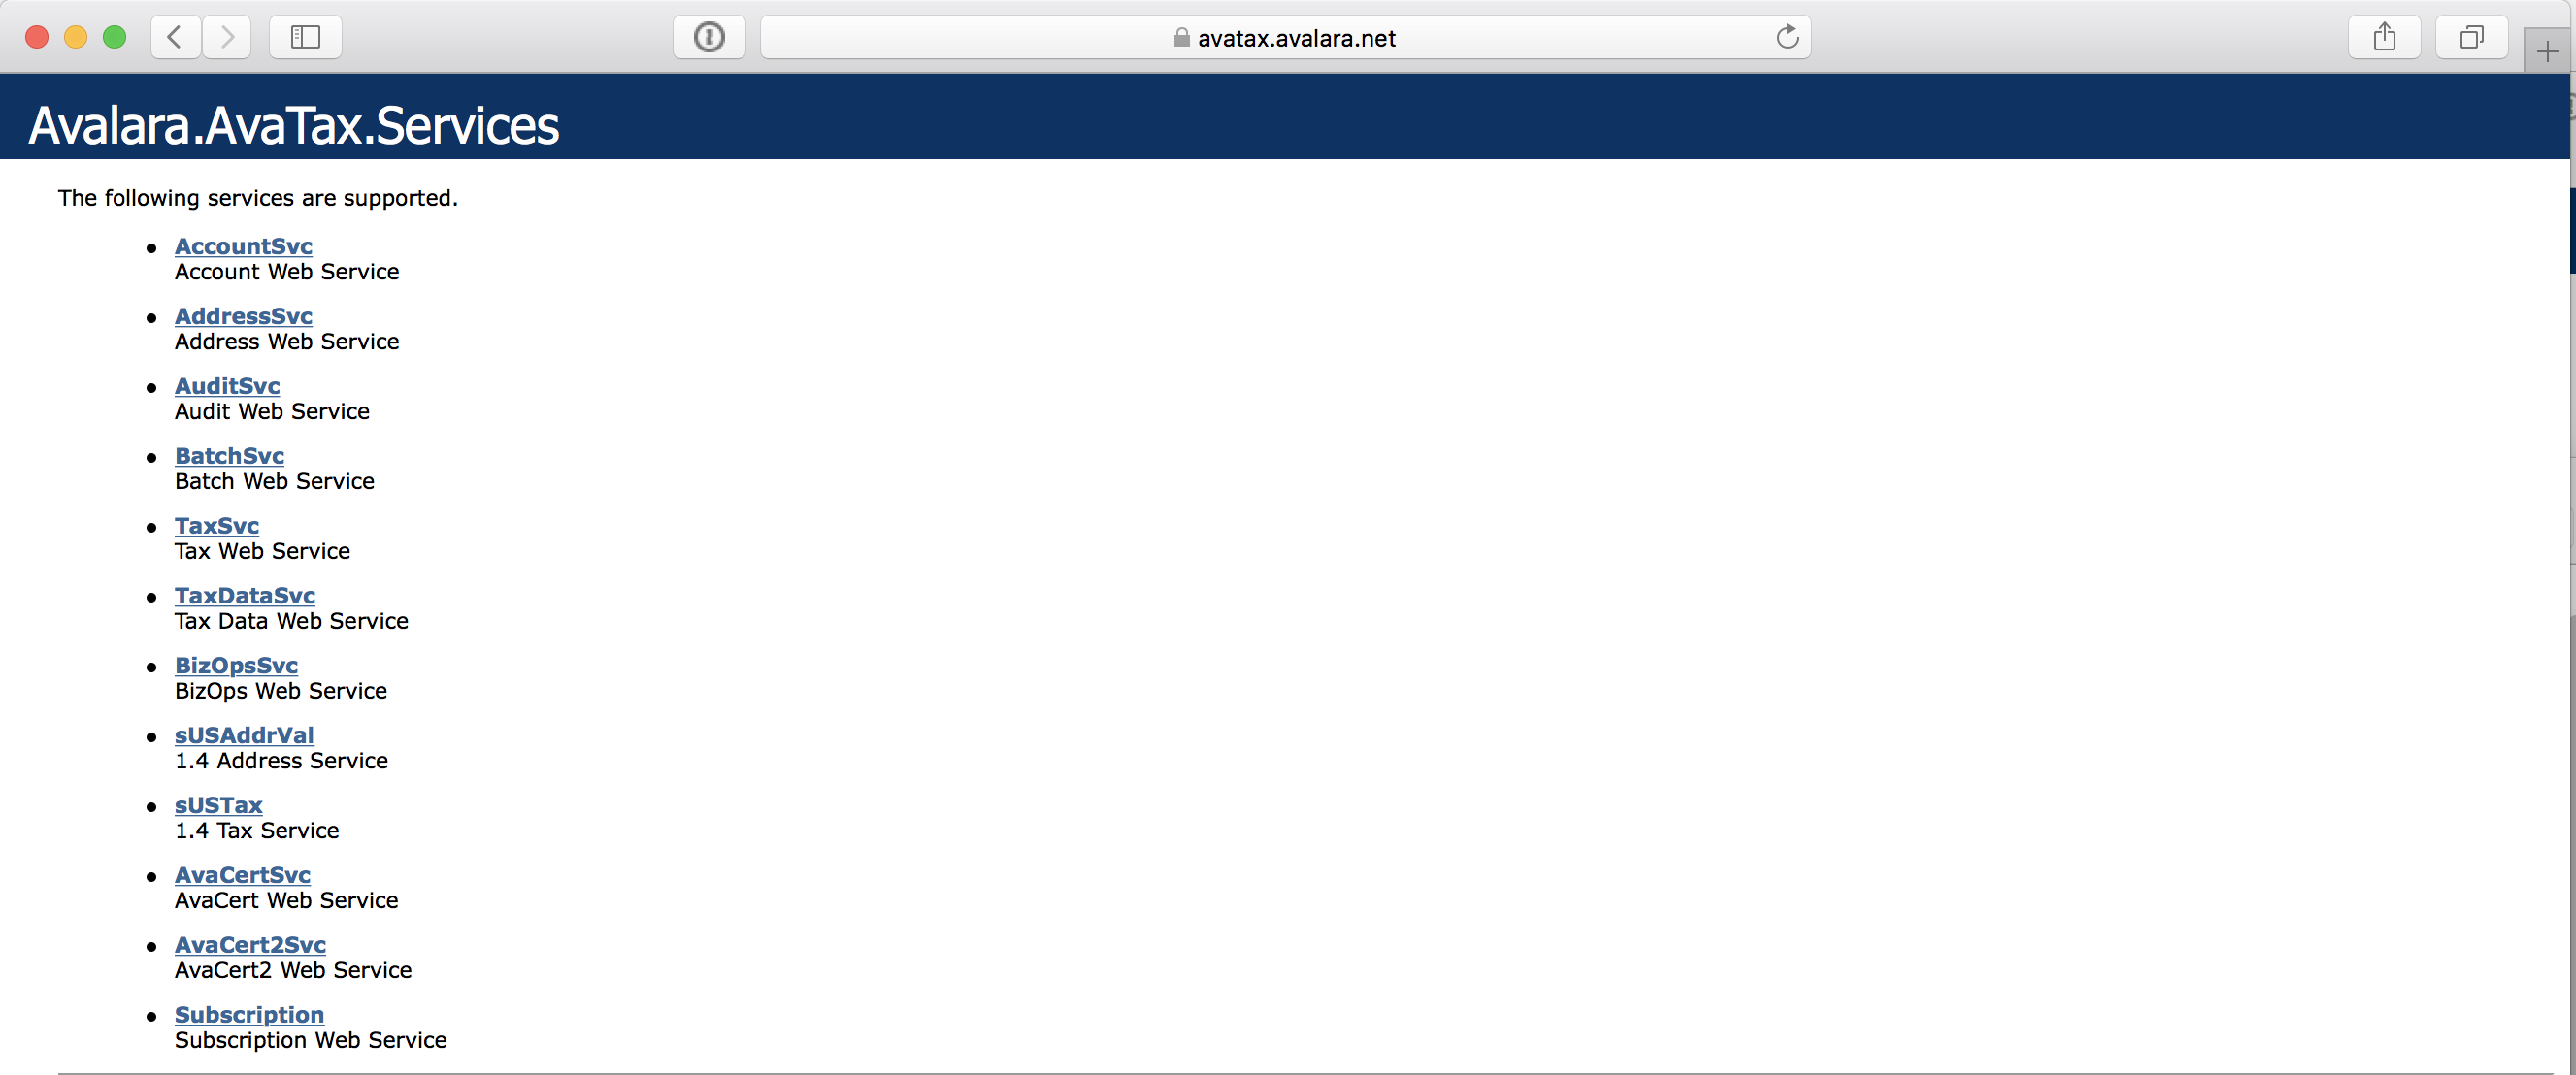 avatax.avalara.net
Avalara.AvaTax.Services
The following services are supported.
AccountSvc
Account Web Service
AddressSvc
Address Web Service
AuditSvc
Audit Web Service
BatchSvc
Batch Web Service
TaxSvc
Tax Web Service
TaxDataSvc
Tax Data Web Service
BizOpsSvc
BizOps Web Service
sUSAddrVal
1.4 Address Service
sUSTax
1.4 Tax Service
AvaCertSvc
AvaCert Web Service
AvaCert2Svc
AvaCert2 Web Service
Subscription
Subscription Web Service